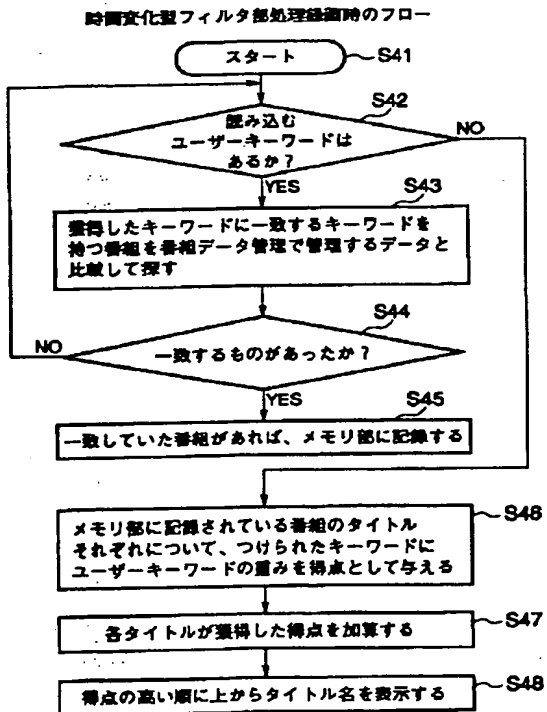 時間変化型フィルタ部処理録画時のフロー
スタート
S41
S42
読み込む
ユーザーキーワードは
あるか？
NO
YES
S43
獲得したキーワードに一致するキーワードを
持つ番組を番組データ管理で管理するデータと
比較して探す
S44
NO
一致するものがあったか？
YES
S45
一致していた番組があれば、メモリ部に記録する
メモリ部に記録されている番組のタイトル
それぞれについて、つけられたキーワードに
ユーザーキーワードの重みを得点として与える
S46
各タイトルが獲得した得点を加算する
S47
得点の高い順に上からタイトル名を表示する
S48